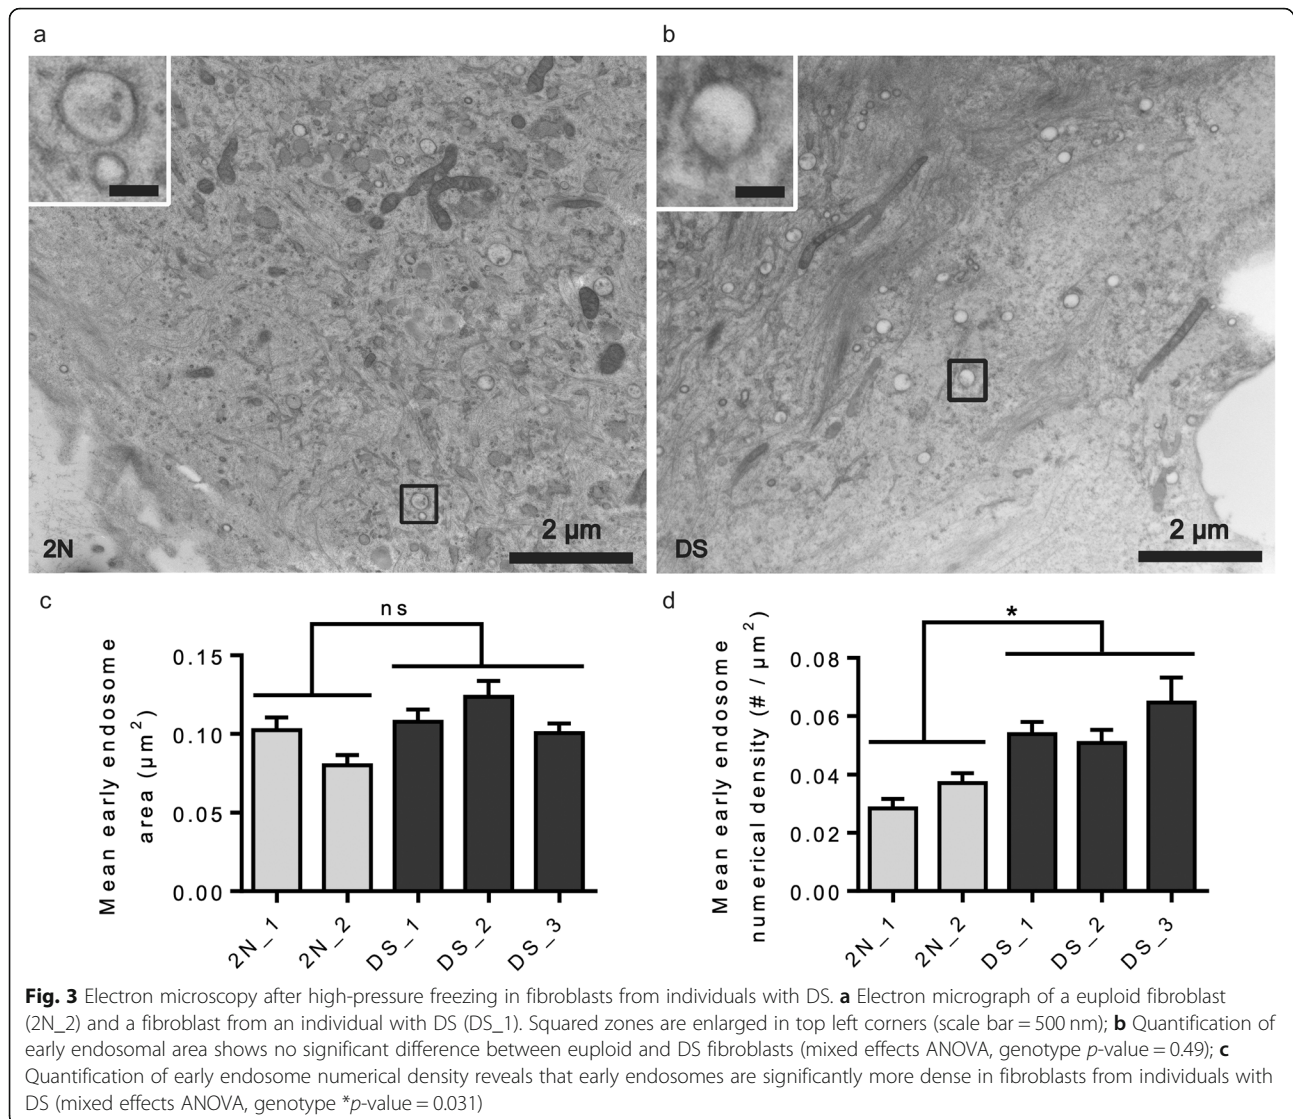 a
b
2N
2 µm
DS
2 µm
c
ns
Mean early endosome
area (µm²)
0.15
0.10
0.05
0.00
2N_1
2N_2
DS_1
DS_2
DS_3
d
*
Mean early endosome
numerical density (# / µm²)
0.08
0.06
0.04
0.02
0.00
2N_1
2N_2
DS_1
DS_2
DS_3
Fig. 3 Electron microscopy after high-pressure freezing in fibroblasts from individuals with DS. a Electron micrograph of a euploid fibroblast
(2N_2) and a fibroblast from an individual with DS (DS_1). Squared zones are enlarged in top left corners (scale bar = 500 nm); b Quantification of
early endosomal area shows no significant difference between euploid and DS fibroblasts (mixed effects ANOVA, genotype p-value = 0.49); c
Quantification of early endosome numerical density reveals that early endosomes are significantly more dense in fibroblasts from individuals with
DS (mixed effects ANOVA, genotype *p-value = 0.031)